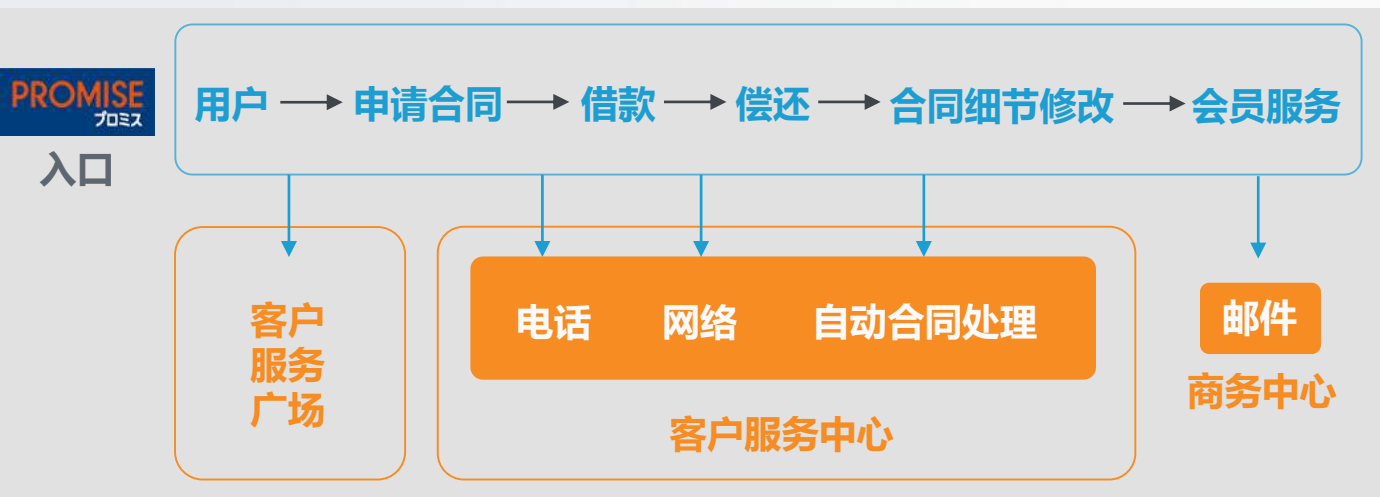 PROMISE
プロミス
入口
用户 申请合同 借款 偿还 合同细节修改 会员服务
客户
服务
广场
电话 网络 自动合同处理
客户服务中心
邮件
商务中心